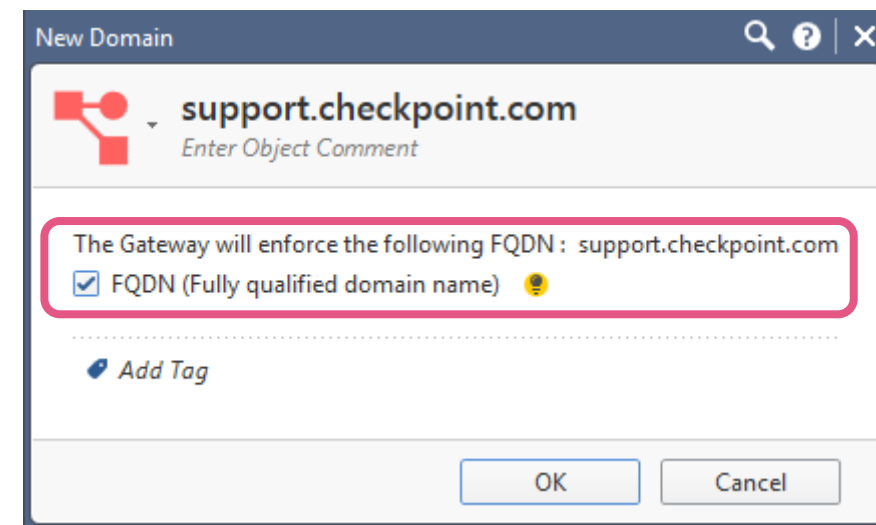 New Domain
support.checkpoint.com
Enter Object Comment
The Gateway will enforce the following FQDN : support.checkpoint.com
FQDN (Fully qualified domain name)
Add Tag
OK
Cancel